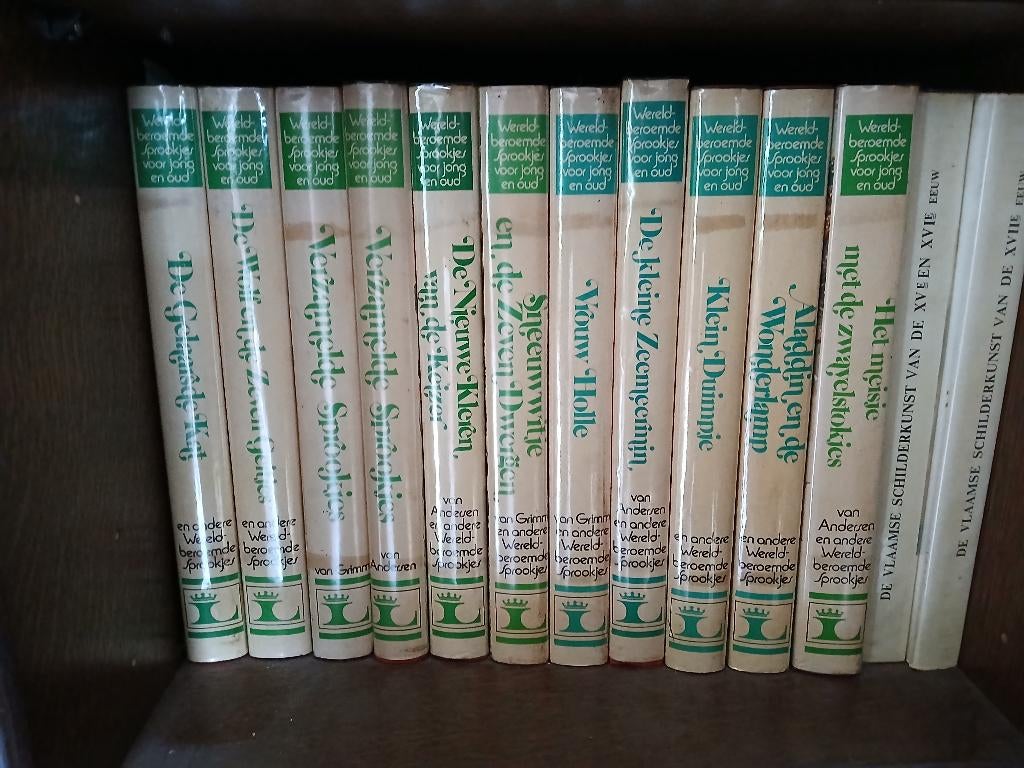 Wereld-
beroemde
Sprookjes
voor jong
en oud
De Gelaarsde Kat
en andere
Wereld-
beroemde
Sprookjes
L
Wereld-
beroemde
Sprookjes
voor jong
en oud
De Wolf en de Zeven Geitjes
en andere
Wereld-
beroemde
Sprookjes
L
Wereld-
beroemde
Sprookjes
voor jong
en oud
Verzamelde Sprookjes
van Grimm
L
Wereld-
beroemde
Sprookjes
voor jong
en oud
Verzamelde Sprookjes
van
Andersen
L
Wereld-
beroemde
Sprookjes
voor jong
en oud
De Nieuwe Kleren
van de Keizer
van
Andersen
en andere
Wereld-
beroemde
Sprookjes
L
Wereld-
beroemde
Sprookjes
voor jong
en oud
Sneeuwwitje
en de Zeven Dwergen
van Grimm
en andere
Wereld-
beroemde
Sprookjes
L
Wereld-
beroemde
Sprookjes
voor jong
en oud
Vrouw Holle
van Grimm
en andere
Wereld-
beroemde
Sprookjes
L
Wereld-
beroemde
Sprookjes
voor jong
en oud
De kleine Zeemeermin
van
Andersen
en andere
Wereld-
beroemde
Sprookjes
L
Wereld-
beroemde
Sprookjes
voor jong
en oud
Klein Duimpje
en andere
Wereld-
beroemde
Sprookjes
L
Wereld-
beroemde
Sprookjes
voor jong
en oud
Aladdin en de
Wonderlamp
en andere
Wereld-
beroemde
Sprookjes
L
Wereld-
beroemde
Sprookjes
voor jong
en oud
Het meisje
met de zwavelstokjes
van
Andersen
en andere
Wereld-
beroemde
Sprookjes
L
DE VLAAMSE SCHILDERKUNST VAN DE XVE EN XVIE EEUW
DE VLAAMSE SCHILDERKUNST VAN DE XVIIE EEUW